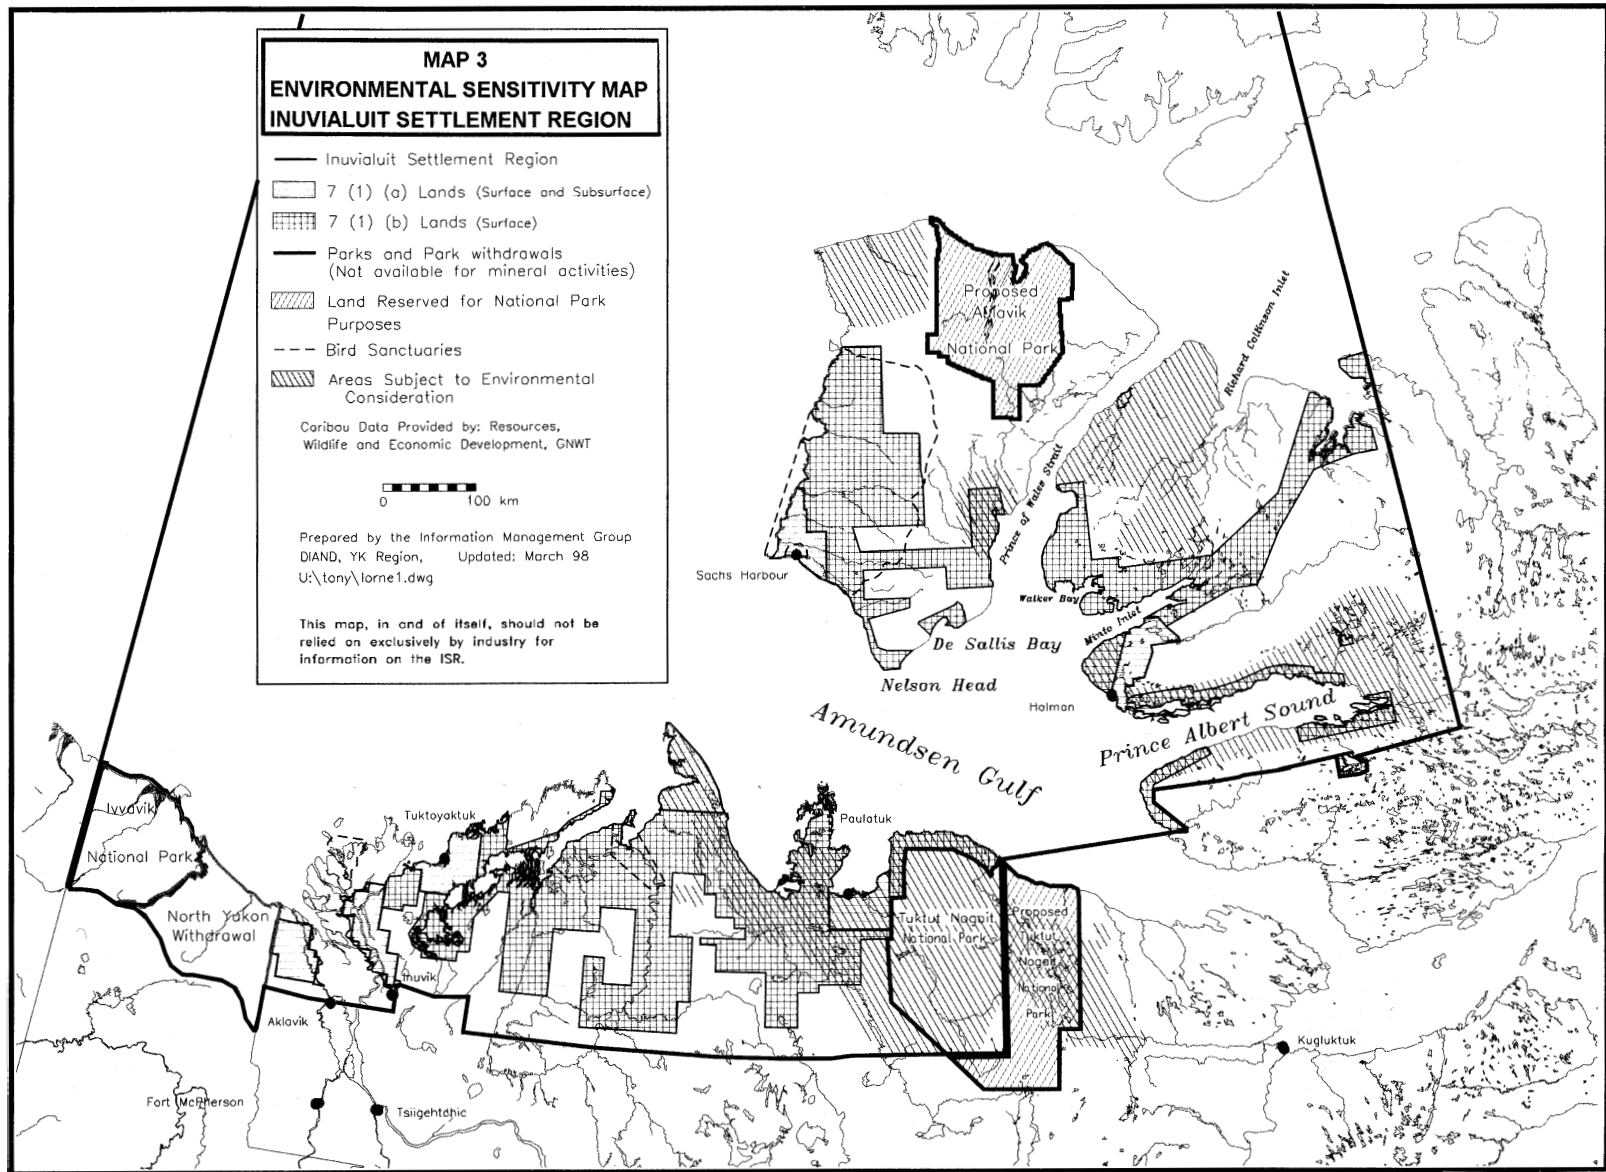 MAP 3
ENVIRONMENTAL SENSITIVITY MAP
INUVIALUIT SETTLEMENT REGION
Inuvialuit Settlement Region
7 (1) (a) Lands (Surface and Subsurface)
7 (1) (b) Lands (Surface)
Parks and Park withdrawals
(Not available for mineral activities)
Land Reserved for National Park
Purposes
Bird Sanctuaries
Areas Subject to Environmental
Consideration
Caribou Data Provided by: Resources,
Wildlife and Economic Development, GNWT
0 100 km
Prepared by the Information Management Group
DIAND, YK Region, Updated: March 98
U:\tony\lorne1.dwg
This map, in and of itself, should not be
relied on exclusively by industry for
information on the ISR.
Proposed
Aulavik
National Park
Richard Collinson Inlet
Prince of Wales Strait
Sachs Harbour
Walker Bay
Minto Inlet
De Sallis Bay
Nelson Head
Holman
Prince Albert Sound
Amundsen Gulf
Ivvavik
National Park
Tuktoyaktuk
Paulatuk
North Yukon
Withdrawal
Tuktut Nogait
National Park
Proposed
Tuktut
Nogait
National
Park
Inuvik
Aklavik
Kugluktuk
Fort McPherson
Tsiigehtchic